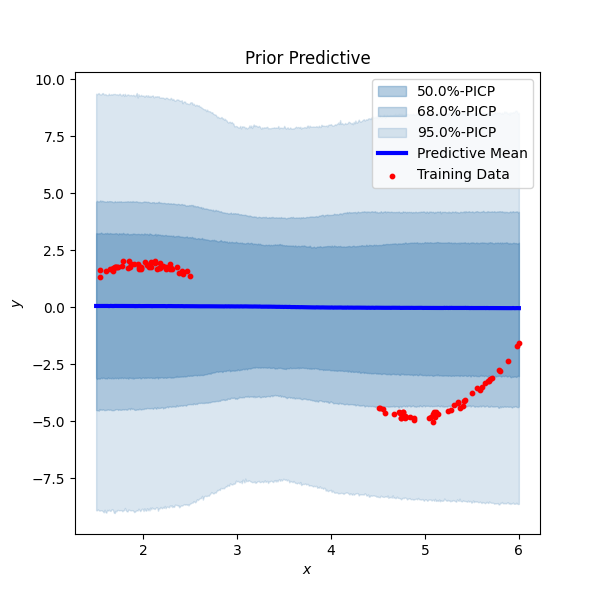 Prior Predictive
50.0%-PICP
68.0%-PICP
95.0%-PICP
Predictive Mean
Training Data
10.0
7.5
5.0
2.5
0.0
−2.5
−5.0
−7.5
y
2 3 4 5 6
x